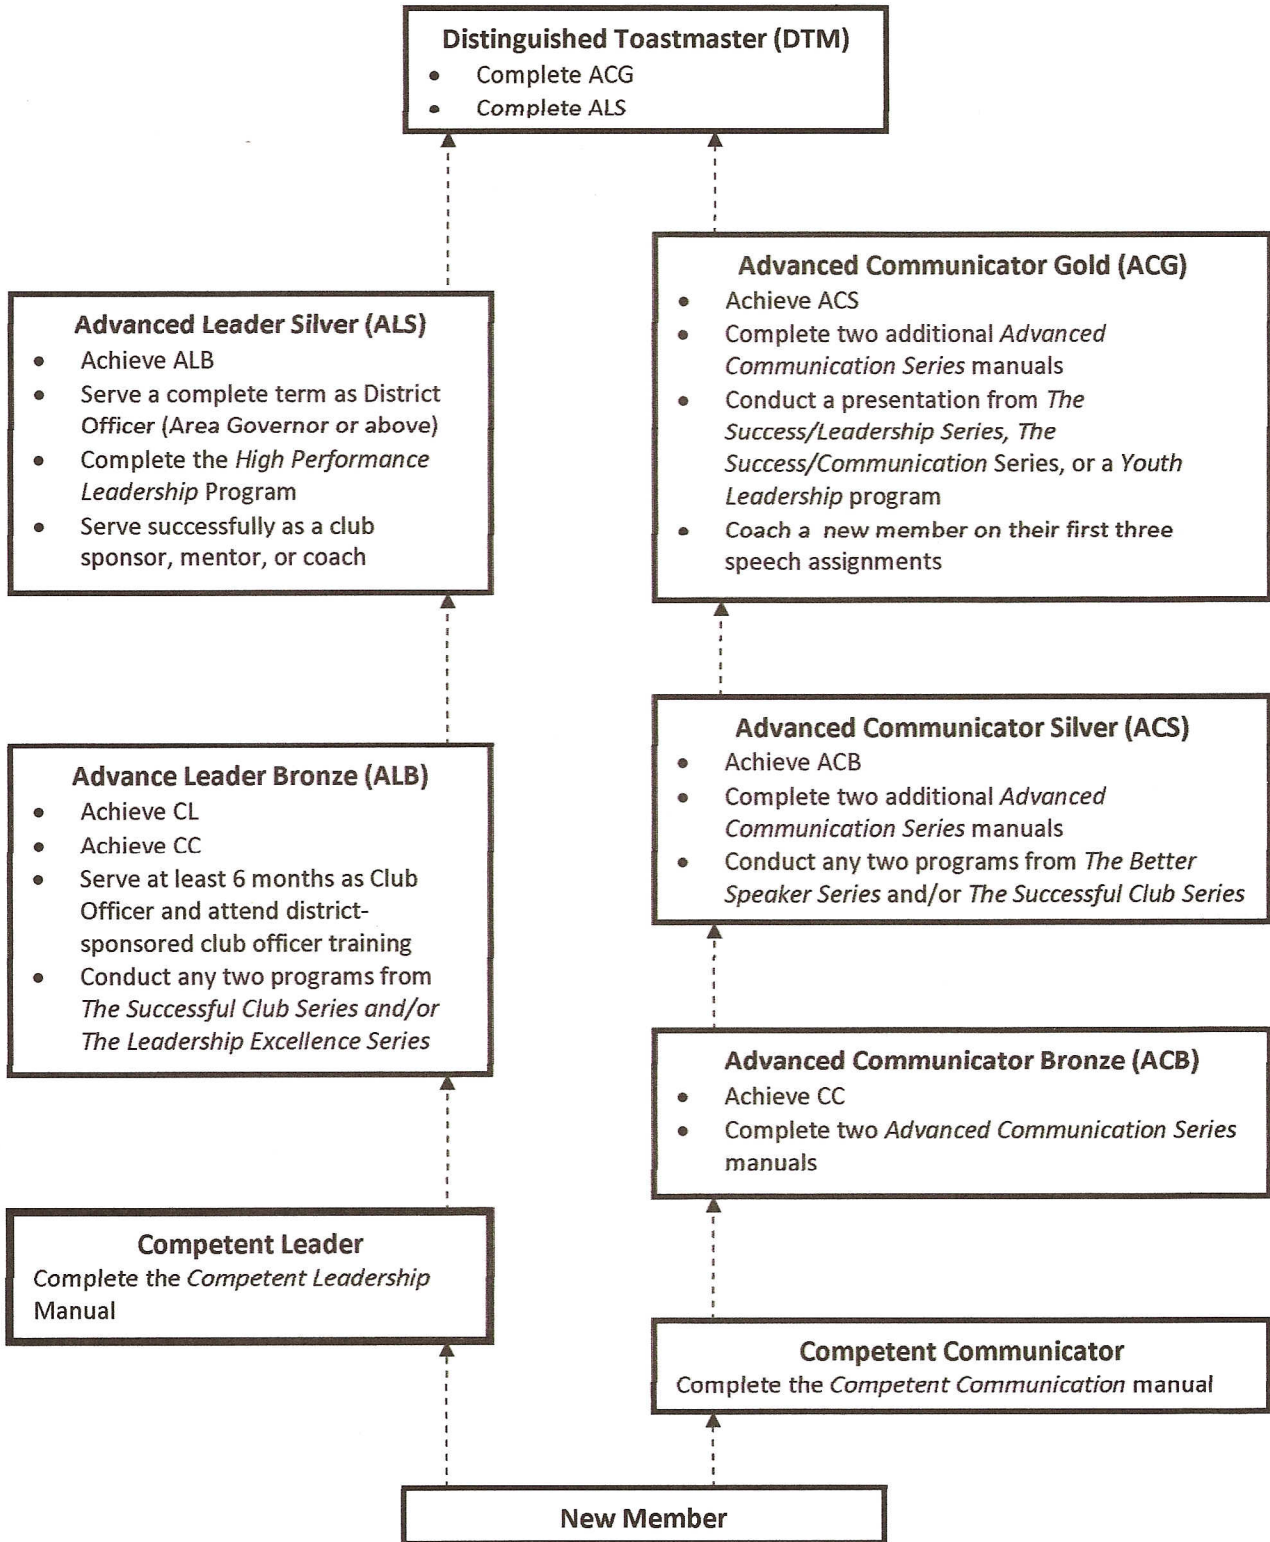 Distinguished Toastmaster (DTM)
• Complete ACG
• Complete ALS
Advanced Leader Silver (ALS)
• Achieve ALB
• Serve a complete term as District
Officer (Area Governor or above)
• Complete the High Performance
Leadership Program
• Serve successfully as a club
sponsor, mentor, or coach
Advanced Communicator Gold (ACG)
• Achieve ACS
• Complete two additional Advanced
Communication Series manuals
• Conduct a presentation from The
Success/Leadership Series, The
Success/Communication Series, or a Youth
Leadership program
• Coach a new member on their first three
speech assignments
Advance Leader Bronze (ALB)
• Achieve CL
• Achieve CC
• Serve at least 6 months as Club
Officer and attend district-
sponsored club officer training
• Conduct any two programs from
The Successful Club Series and/or
The Leadership Excellence Series
Advanced Communicator Silver (ACS)
• Achieve ACB
• Complete two additional Advanced
Communication Series manuals
• Conduct any two programs from The Better
Speaker Series and/or The Successful Club Series
Advanced Communicator Bronze (ACB)
• Achieve CC
• Complete two Advanced Communication Series
manuals
Competent Leader
Complete the Competent Leadership
Manual
Competent Communicator
Complete the Competent Communication manual
New Member